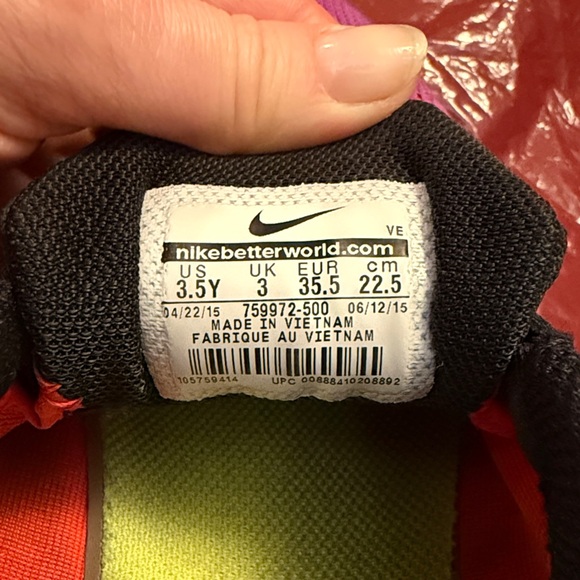 VE
nikebetterworld.com
US UK EUR cm
3.5Y 3 35.5 22.5
04/22/15 759972-500 06/12/15
MADE IN VIETNAM
FABRIQUE AU VIETNAM
105759414 UPC 00888410208892